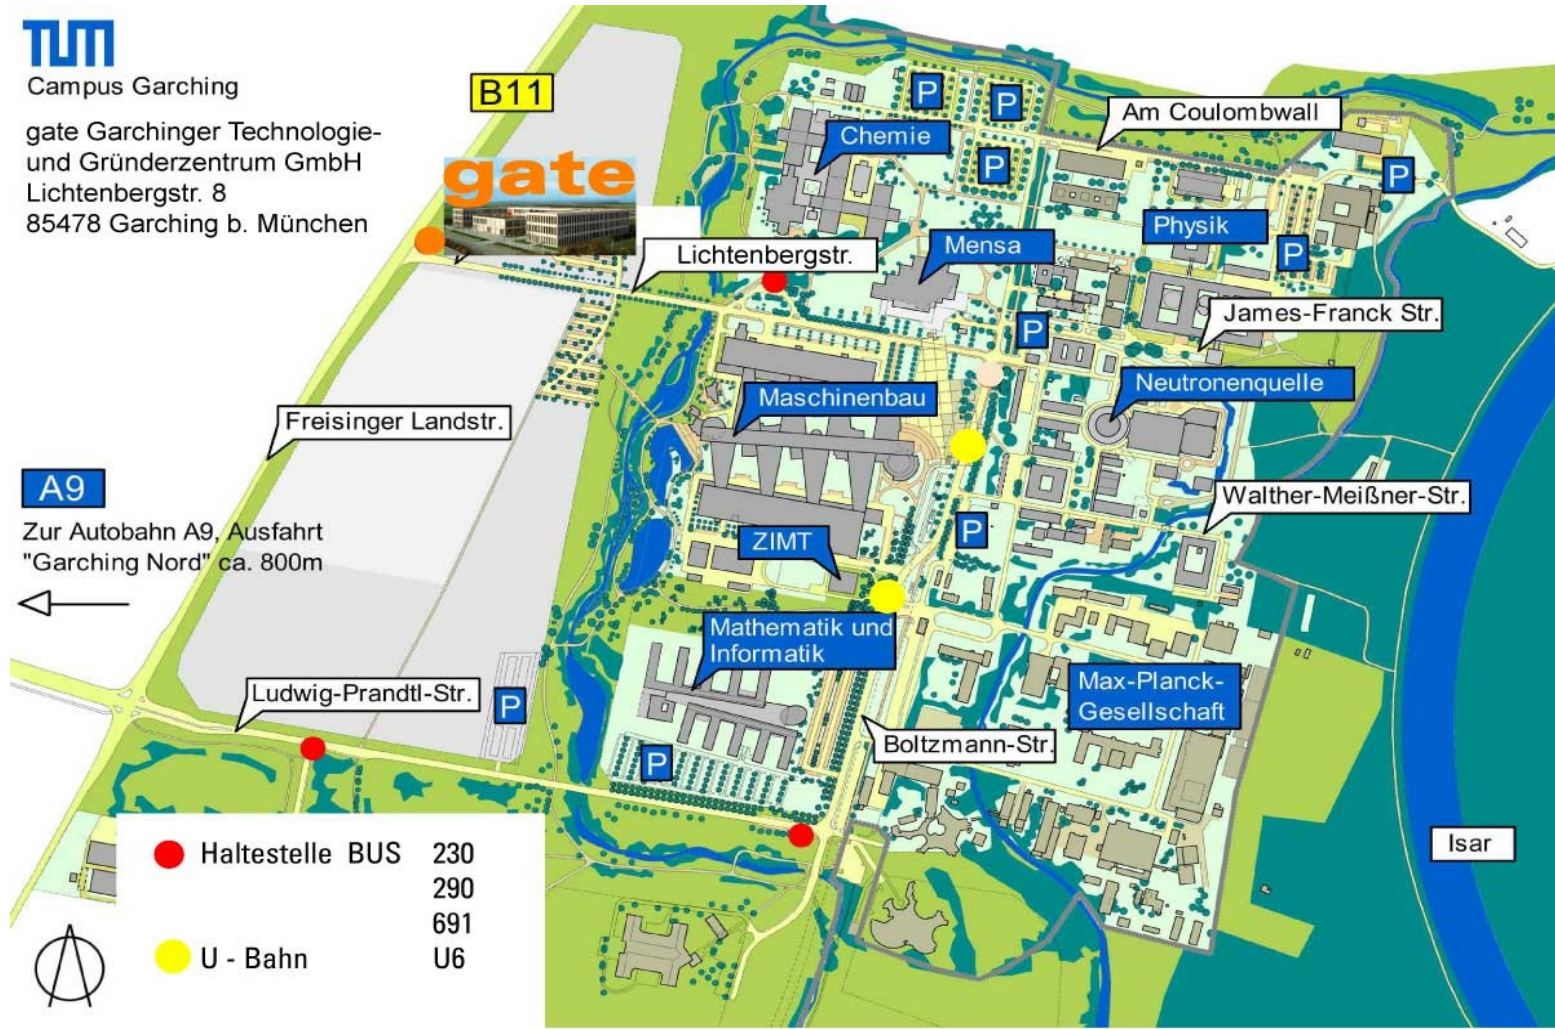 TUM
Campus Garching
gate Garchinger Technologie-
und Gründerzentrum GmbH
Lichtenbergstr. 8
85478 Garching b. München
B11
gate
P
P
P
P
Am Coulombwall
Chemie
Physik
P
Mensa
Lichtenbergstr.
P
James-Franck Str.
Neutronenquelle
Maschinenbau
Freisinger Landstr.
A9
Zur Autobahn A9, Ausfahrt
"Garching Nord" ca. 800m
Walther-Meißner-Str.
P
ZIMT
Mathematik und
Informatik
Max-Planck-
Gesellschaft
Ludwig-Prandtl-Str.
P
Boltzmann-Str.
P
Isar
Haltestelle BUS 230
290
691
U - Bahn U6